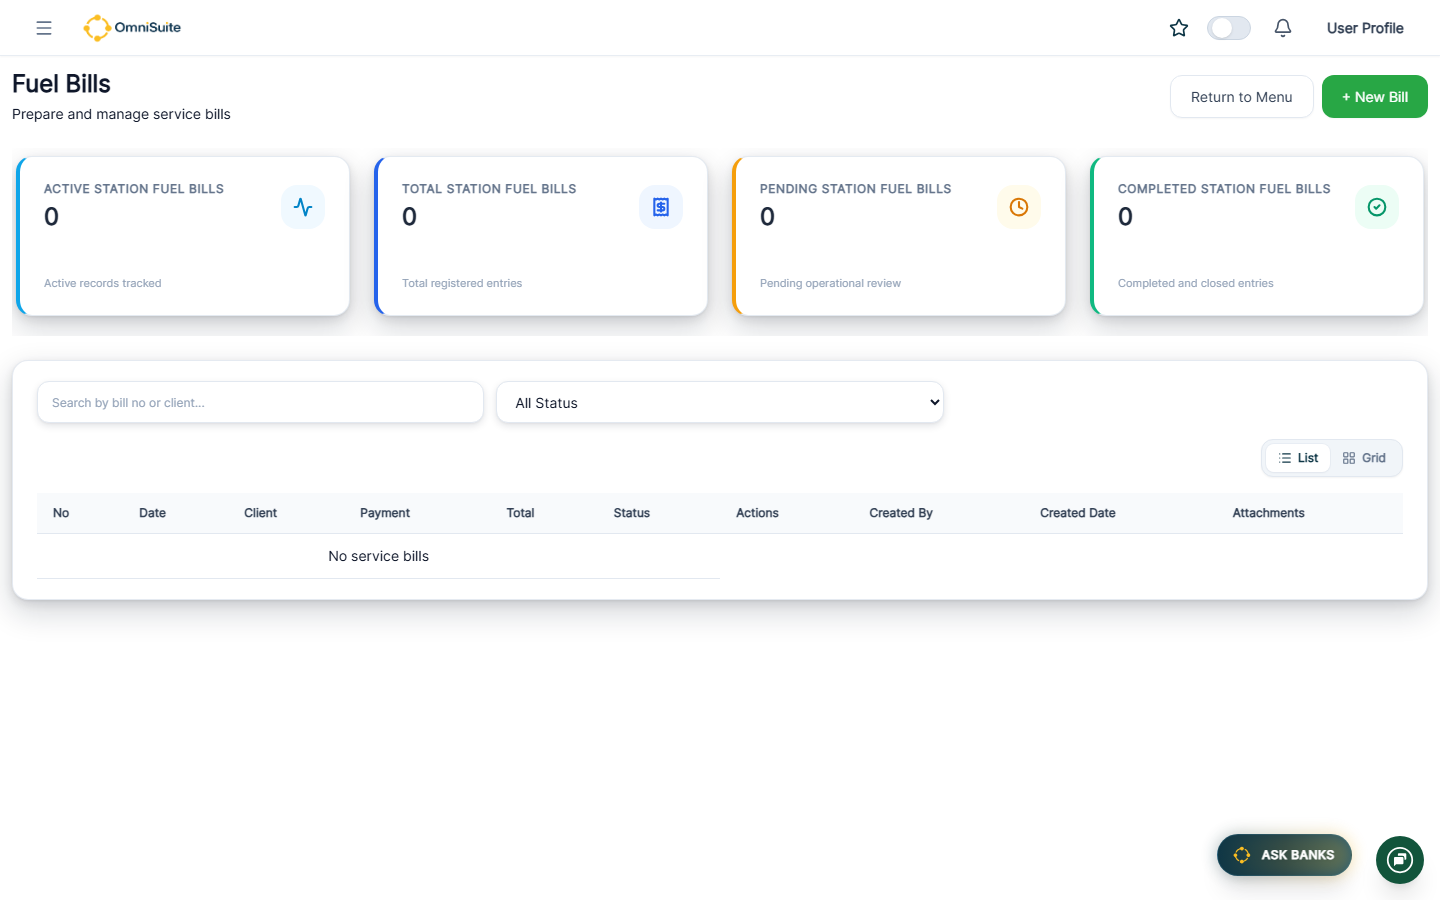 OmniSuite
User Profile
Fuel Bills
Prepare and manage service bills
Return to Menu
+ New Bill
ACTIVE STATION FUEL BILLS
0
Active records tracked
TOTAL STATION FUEL BILLS
0
Total registered entries
PENDING STATION FUEL BILLS
0
Pending operational review
COMPLETED STATION FUEL BILLS
0
Completed and closed entries
Search by bill no or client...
All Status
List
Grid
No Date Client Payment Total Status Actions Created By Created Date Attachments
No service bills
ASK BANKS